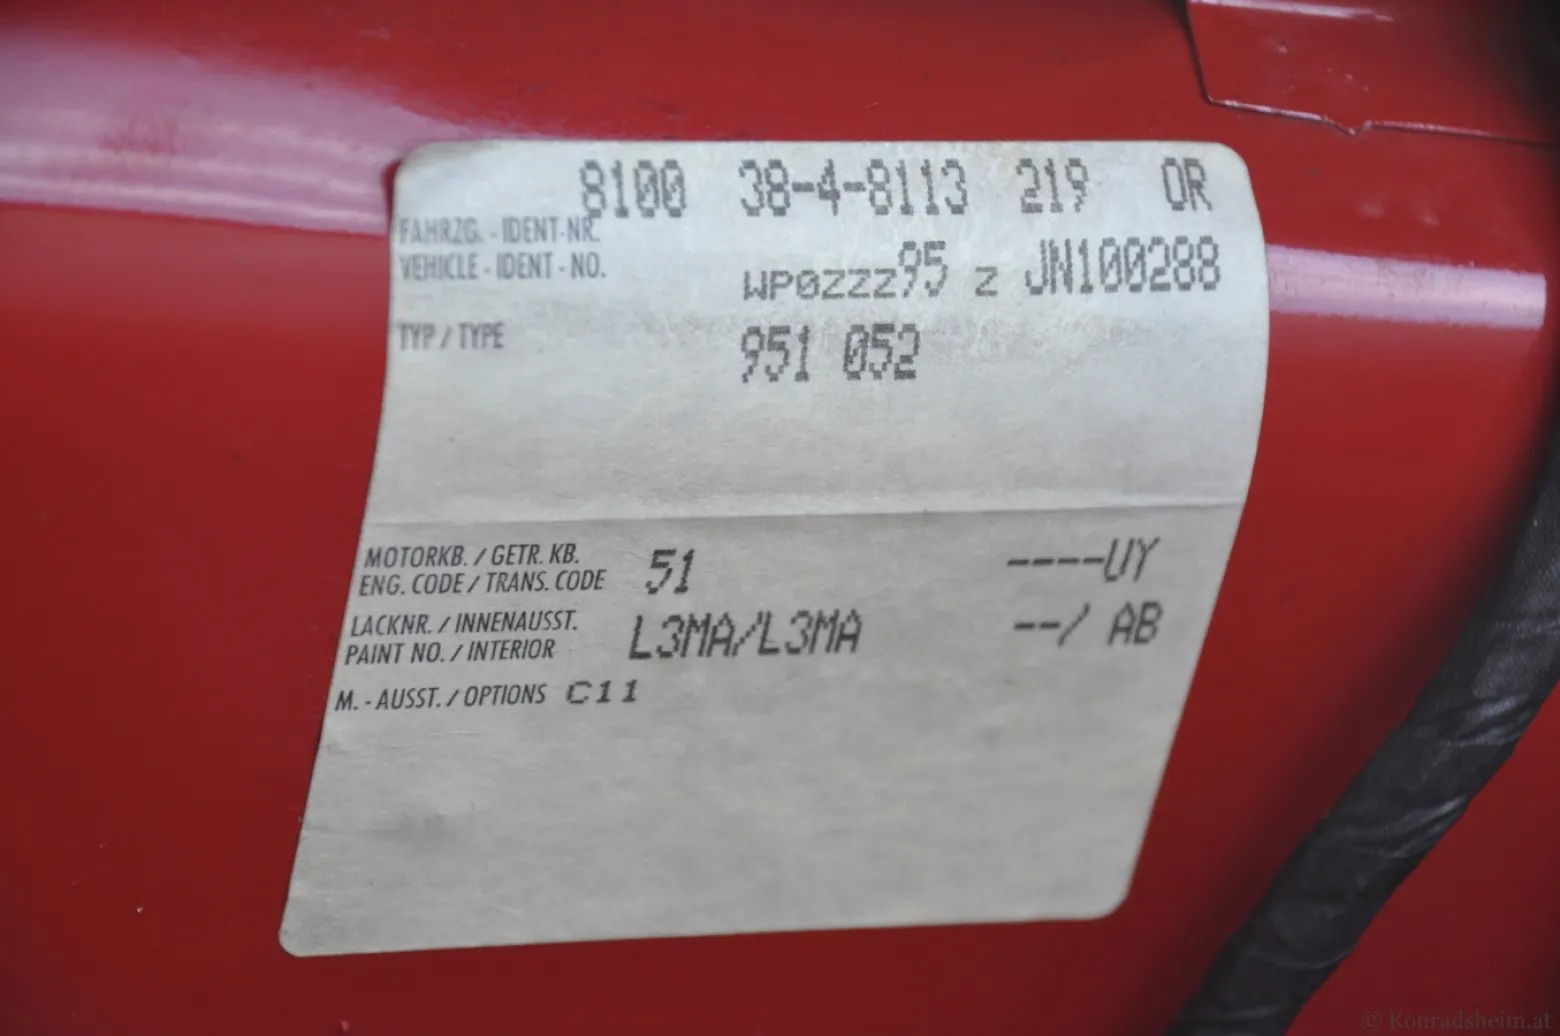 8100 38-4-8113 219 OR
FAHRZG. - IDENT-NR.
VEHICLE - IDENT - NO. WP0ZZZ95 Z JN100288
TYP / TYPE 951 052
MOTORKB. / GETR. KB.
ENG. CODE / TRANS. CODE 51 ----UY
LACKNR. / INNENAUSST.
PAINT NO. / INTERIOR L3MA/L3MA --/ AB
M. - AUSST. / OPTIONS C11
© Konradsheim.at